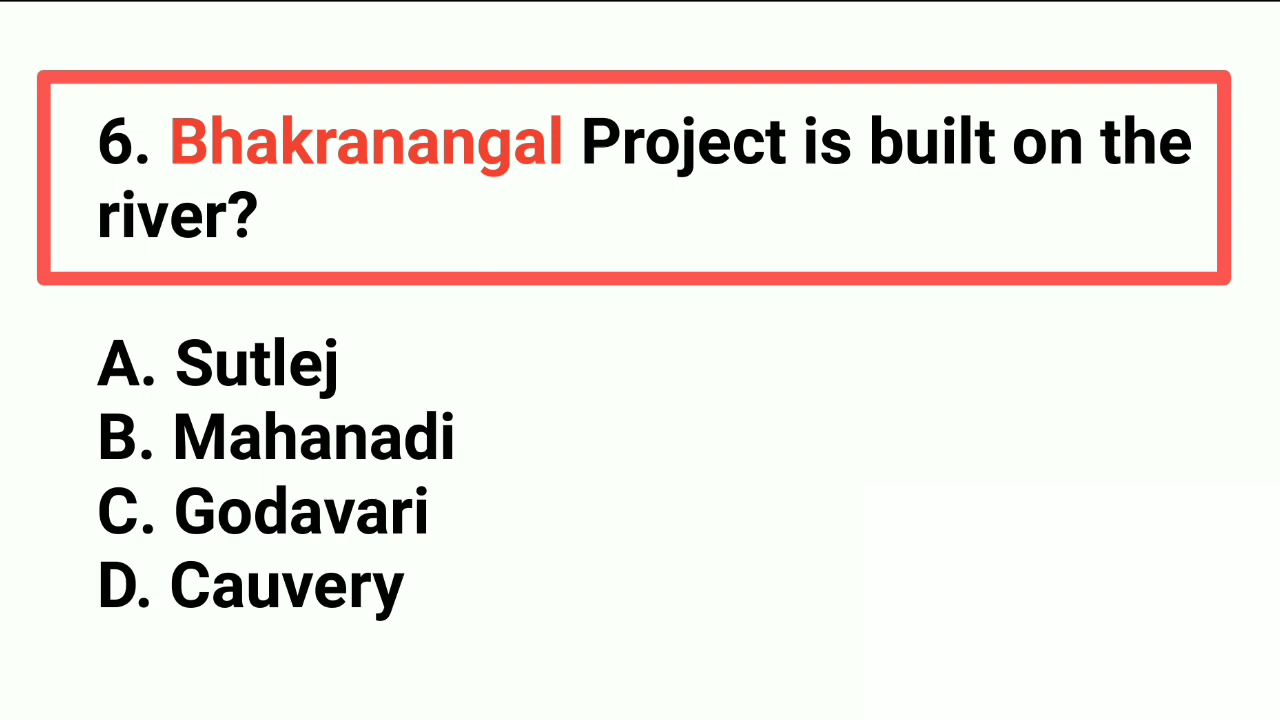 6. Bhakranangal Project is built on the
river?
A. Sutlej
B. Mahanadi
C. Godavari
D. Cauvery